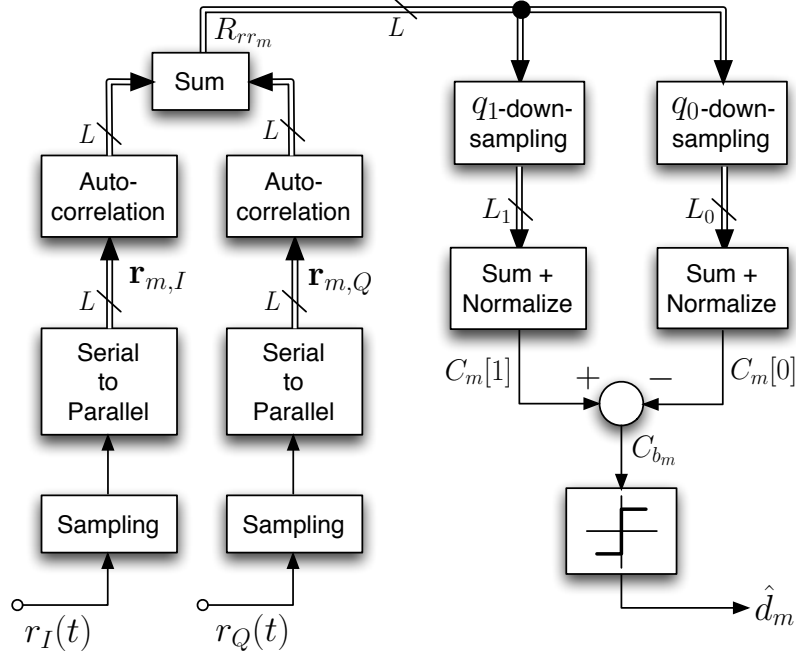 R_{rr_m}
L
Sum
L
L
Auto-
correlation
Auto-
correlation
r_{m,I}
r_{m,Q}
L
L
Serial
to
Parallel
Serial
to
Parallel
Sampling
Sampling
r_I(t)
r_Q(t)
q_1-down-
sampling
q_0-down-
sampling
L_1
L_0
Sum +
Normalize
Sum +
Normalize
C_m[1]
+
−
C_m[0]
C_{b_m}
\hat{d}_m